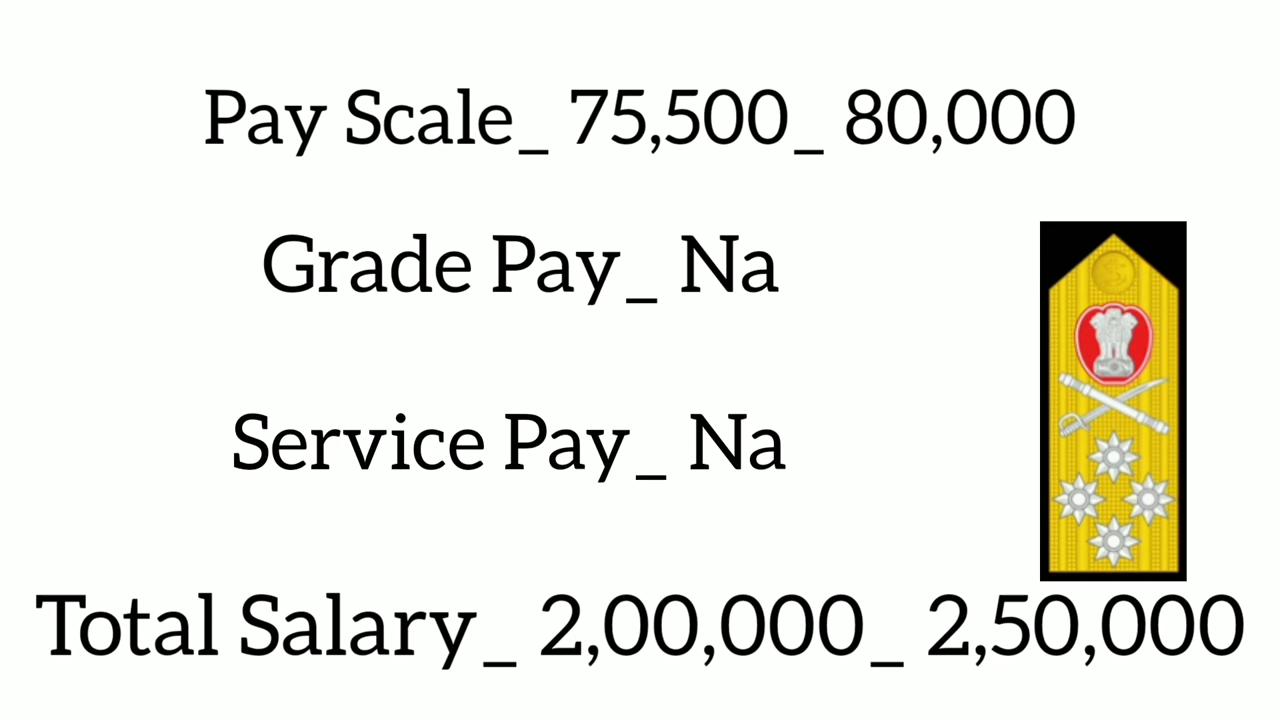 Pay Scale_ 75,500_ 80,000
Grade Pay_ Na
Service Pay_ Na
Total Salary_ 2,00,000_ 2,50,000